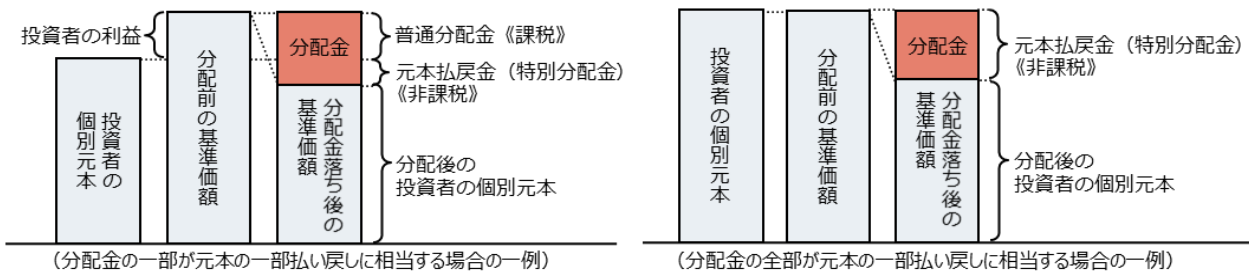 投資者の利益
投資者の
個別元本
分配前の基準価額
分配金
分配金落ち後の
基準価額
普通分配金《課税》
元本払戻金（特別分配金）
《非課税》
分配後の
投資者の個別元本
（分配金の一部が元本の一部払い戻しに相当する場合の一例）
投資者の個別元本
分配前の基準価額
分配金
分配金落ち後の
基準価額
元本払戻金（特別分配金）
《非課税》
分配後の
投資者の個別元本
（分配金の全部が元本の一部払い戻しに相当する場合の一例）